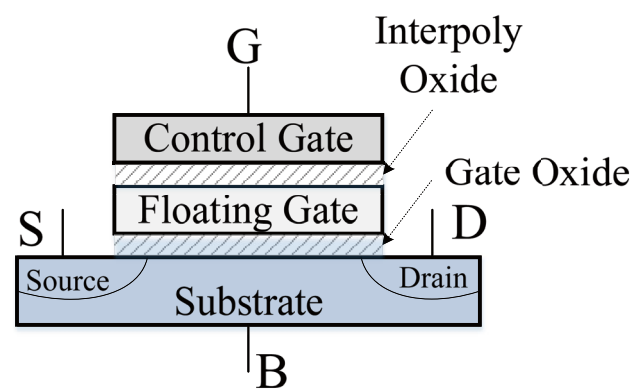 G
Interpoly
Oxide
Control Gate
Gate Oxide
Floating Gate
S
D
Source
Drain
Substrate
B